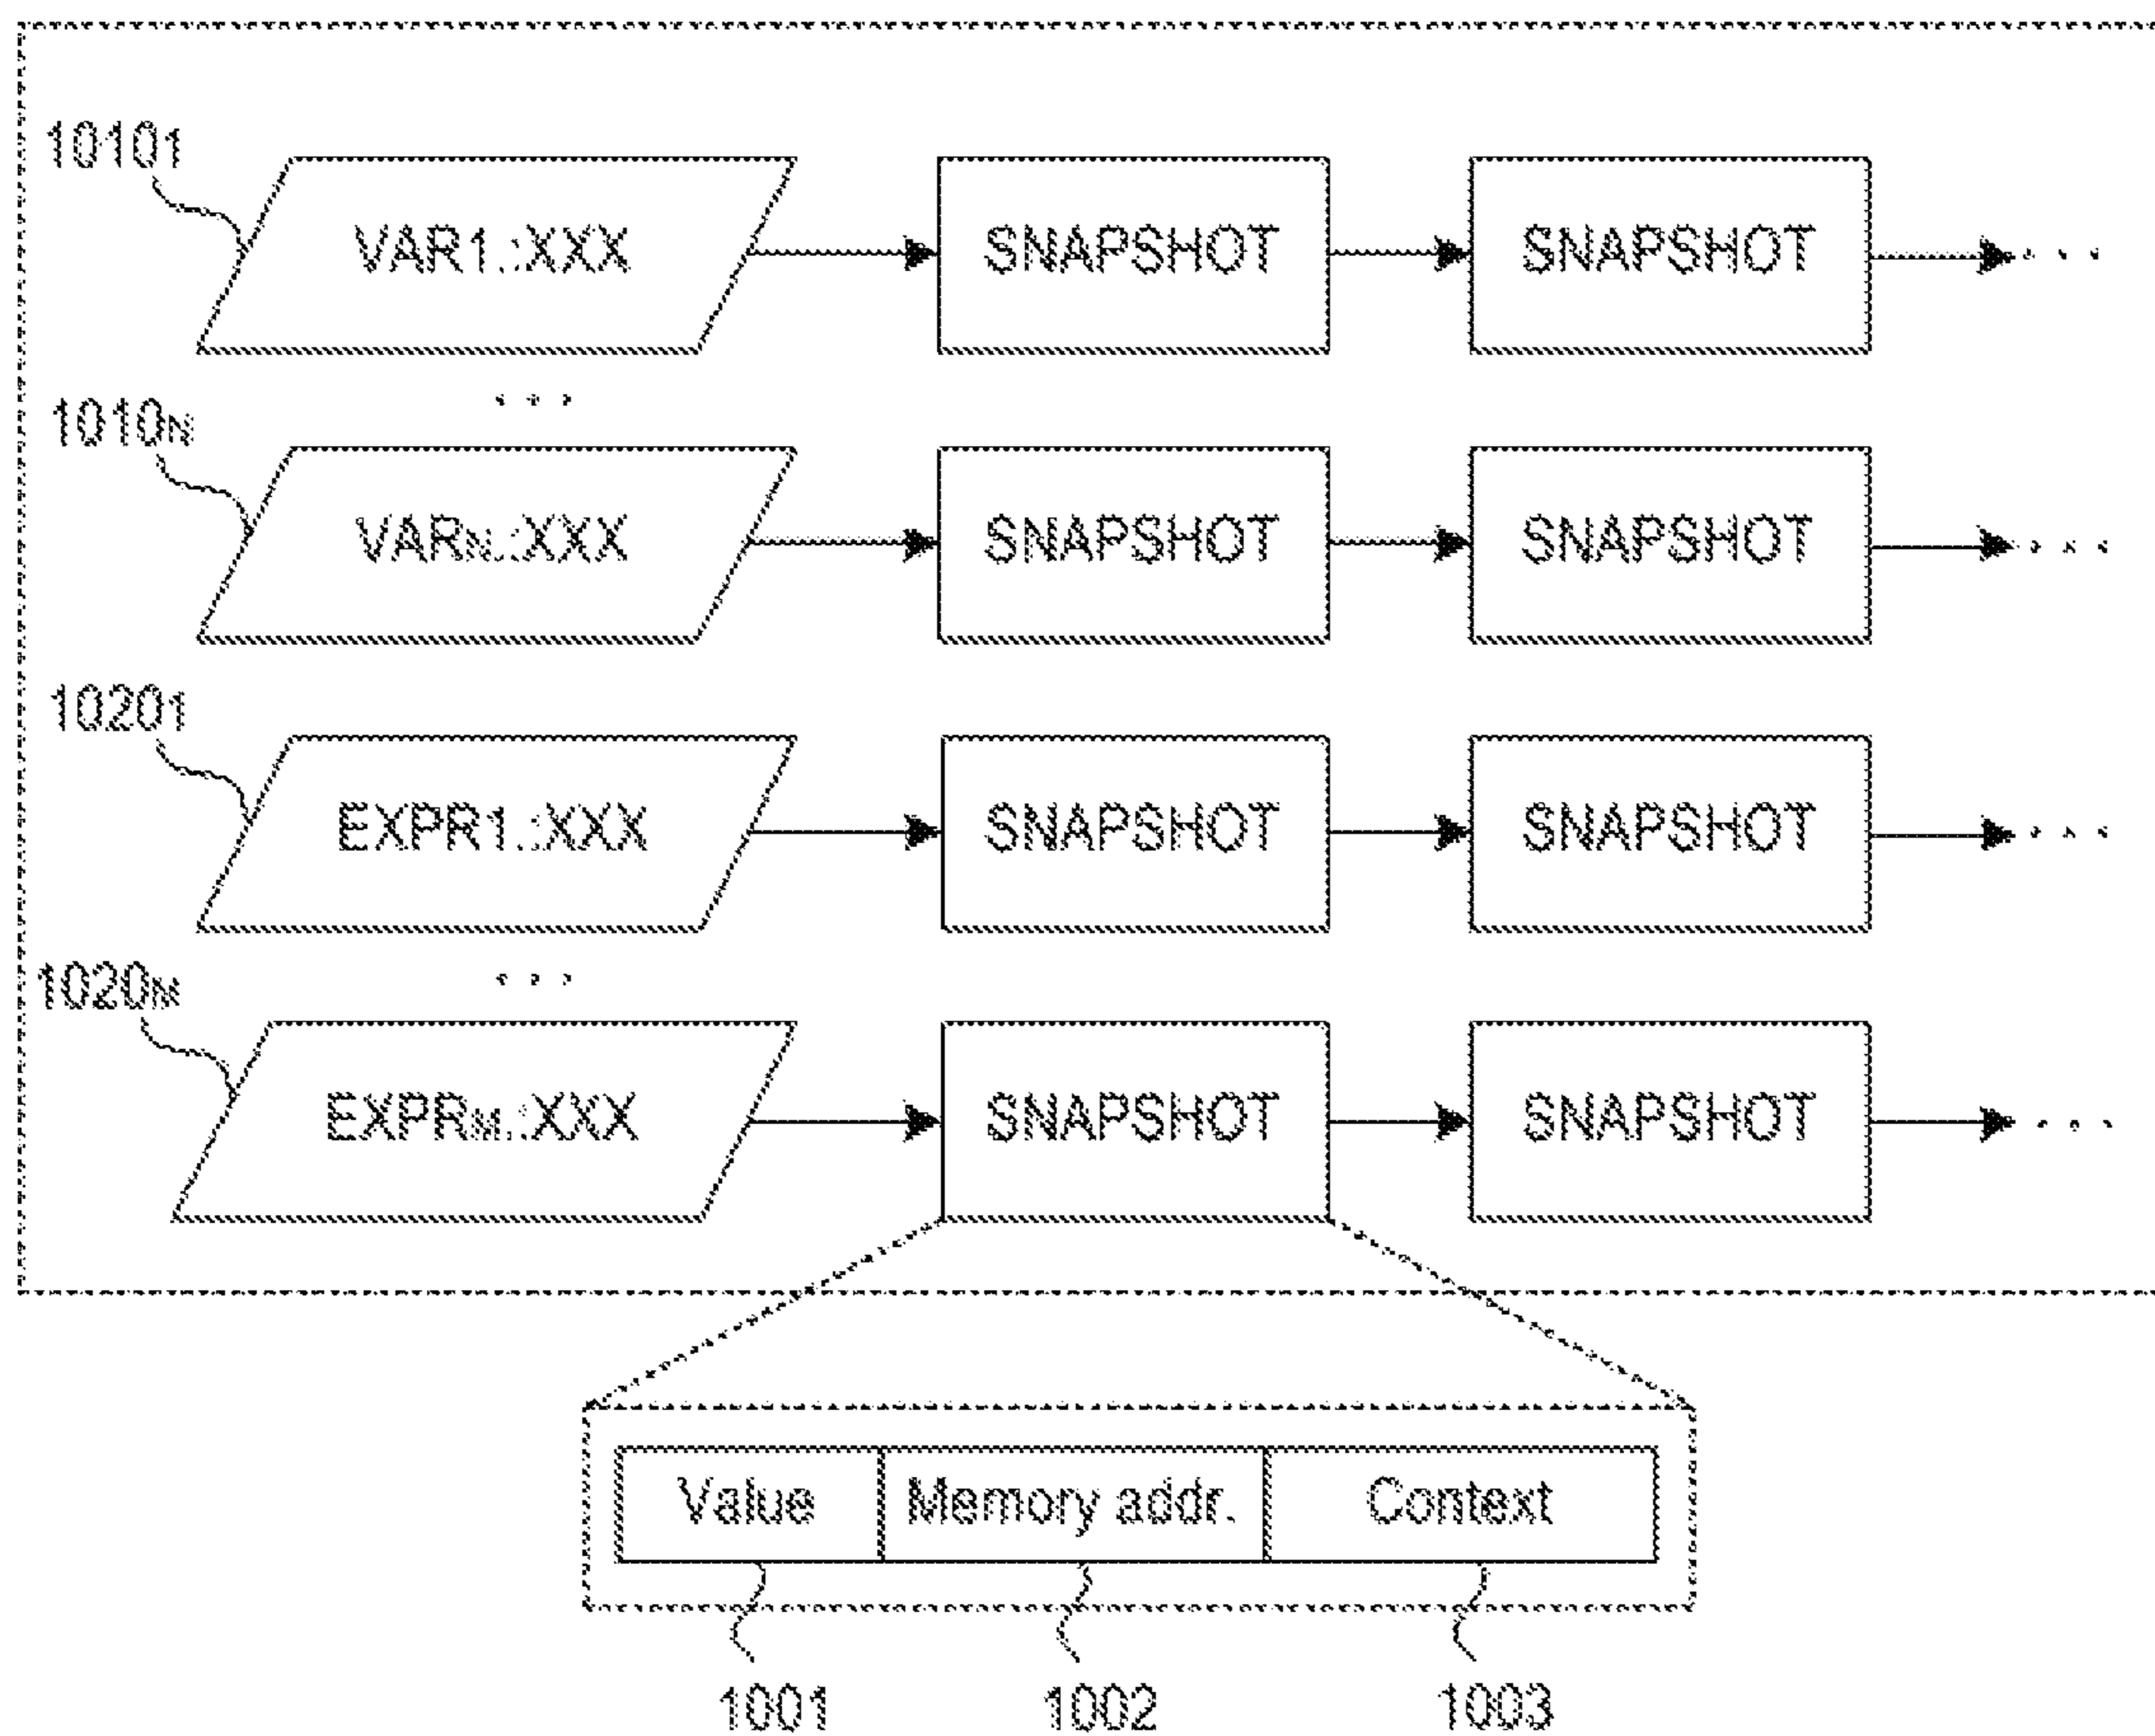 1010₁
VAR1.:XXX SNAPSHOT SNAPSHOT ...
...
1010N
VARN.:XXX SNAPSHOT SNAPSHOT ...
1020₁
EXPR1.:XXX SNAPSHOT SNAPSHOT ...
...
1020M
EXPRM.:XXX SNAPSHOT SNAPSHOT ...
Value Memory addr. Context
1001 1002 1003